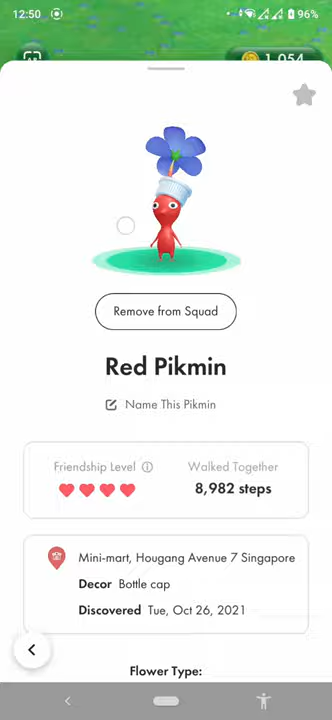 12:50
96%
1,054
Remove from Squad
Red Pikmin
Name This Pikmin
Friendship Level
Walked Together
8,982 steps
Mini-mart, Hougang Avenue 7 Singapore
Decor Bottle cap
Discovered Tue, Oct 26, 2021
Flower Type: